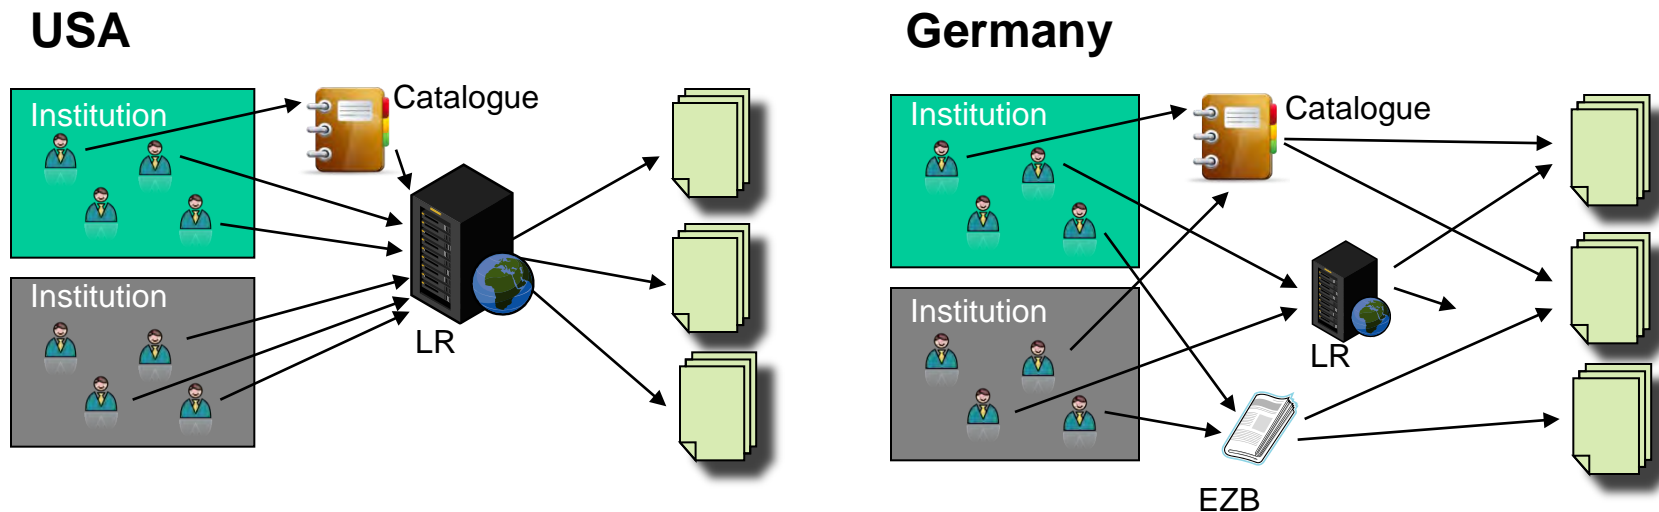 USA
Institution
Catalogue
LR
Institution
Germany
Institution
Catalogue
LR
Institution
EZB